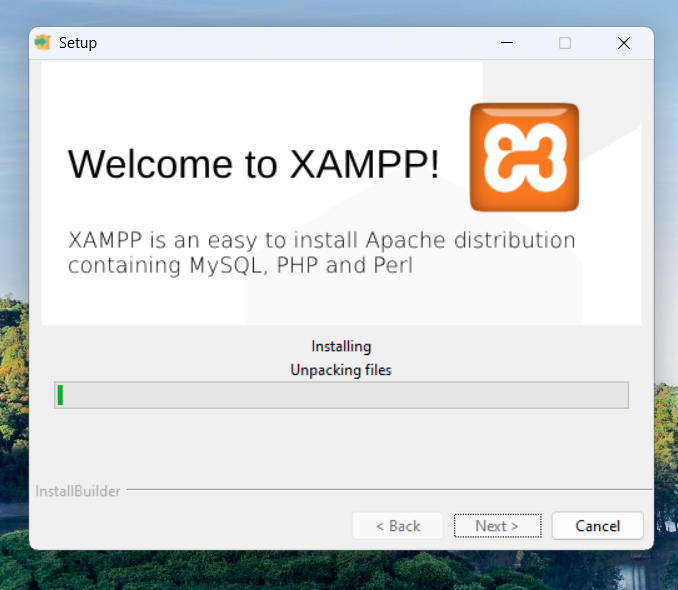 Setup
Welcome to XAMPP!
XAMPP is an easy to install Apache distribution
containing MySQL, PHP and Perl
Installing
Unpacking files
InstallBuilder
< Back
Next >
Cancel